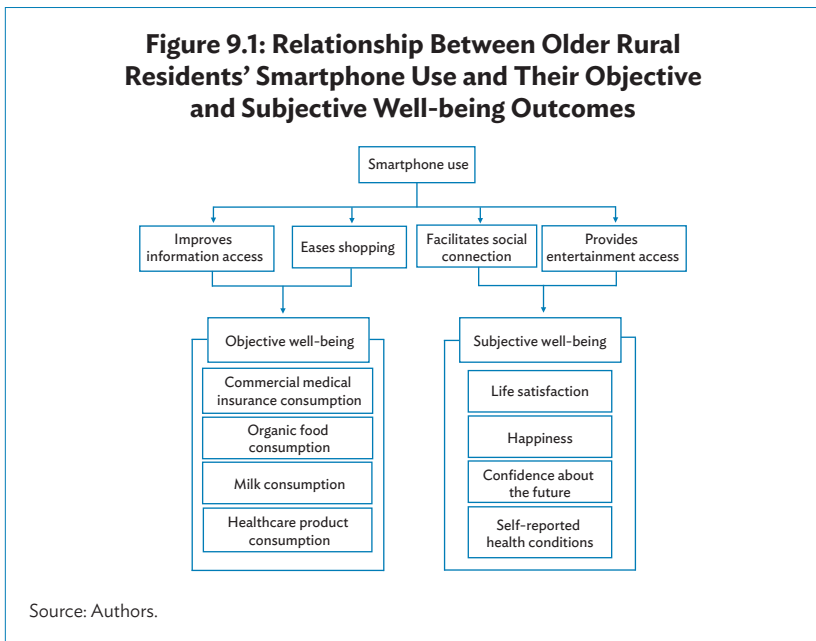 Figure 9.1: Relationship Between Older Rural
Residents’ Smartphone Use and Their Objective
and Subjective Well-being Outcomes
Smartphone use
Improves
information access
Eases shopping
Facilitates social
connection
Provides
entertainment access
Objective well-being
Commercial medical
insurance consumption
Organic food
consumption
Milk consumption
Healthcare product
consumption
Subjective well-being
Life satisfaction
Happiness
Confidence about
the future
Self-reported
health conditions
Source: Authors.